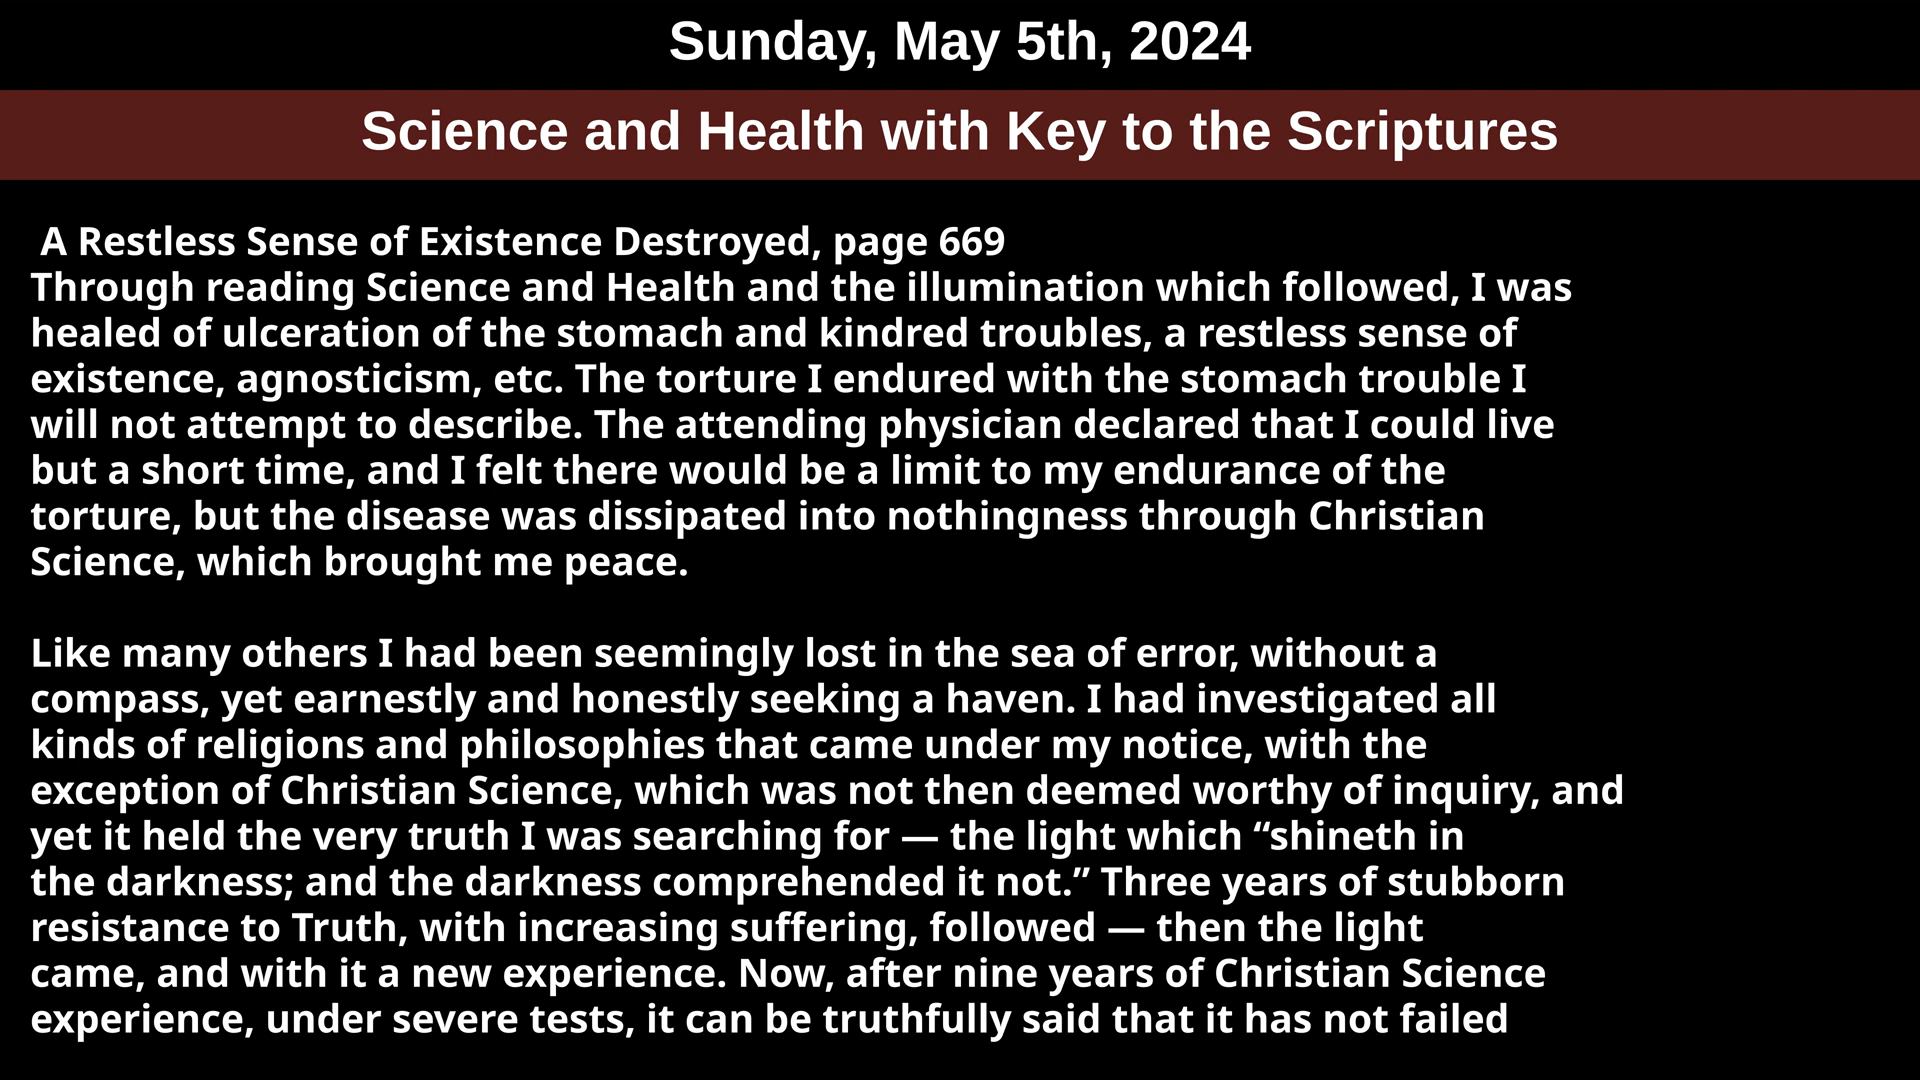 Sunday, May 5th, 2024
Science and Health with Key to the Scriptures
A Restless Sense of Existence Destroyed, page 669
Through reading Science and Health and the illumination which followed, I was
healed of ulceration of the stomach and kindred troubles, a restless sense of
existence, agnosticism, etc. The torture I endured with the stomach trouble I
will not attempt to describe. The attending physician declared that I could live
but a short time, and I felt there would be a limit to my endurance of the
torture, but the disease was dissipated into nothingness through Christian
Science, which brought me peace.
Like many others I had been seemingly lost in the sea of error, without a
compass, yet earnestly and honestly seeking a haven. I had investigated all
kinds of religions and philosophies that came under my notice, with the
exception of Christian Science, which was not then deemed worthy of inquiry, and
yet it held the very truth I was searching for — the light which “shineth in
the darkness; and the darkness comprehended it not.” Three years of stubborn
resistance to Truth, with increasing suffering, followed — then the light
came, and with it a new experience. Now, after nine years of Christian Science
experience, under severe tests, it can be truthfully said that it has not failed